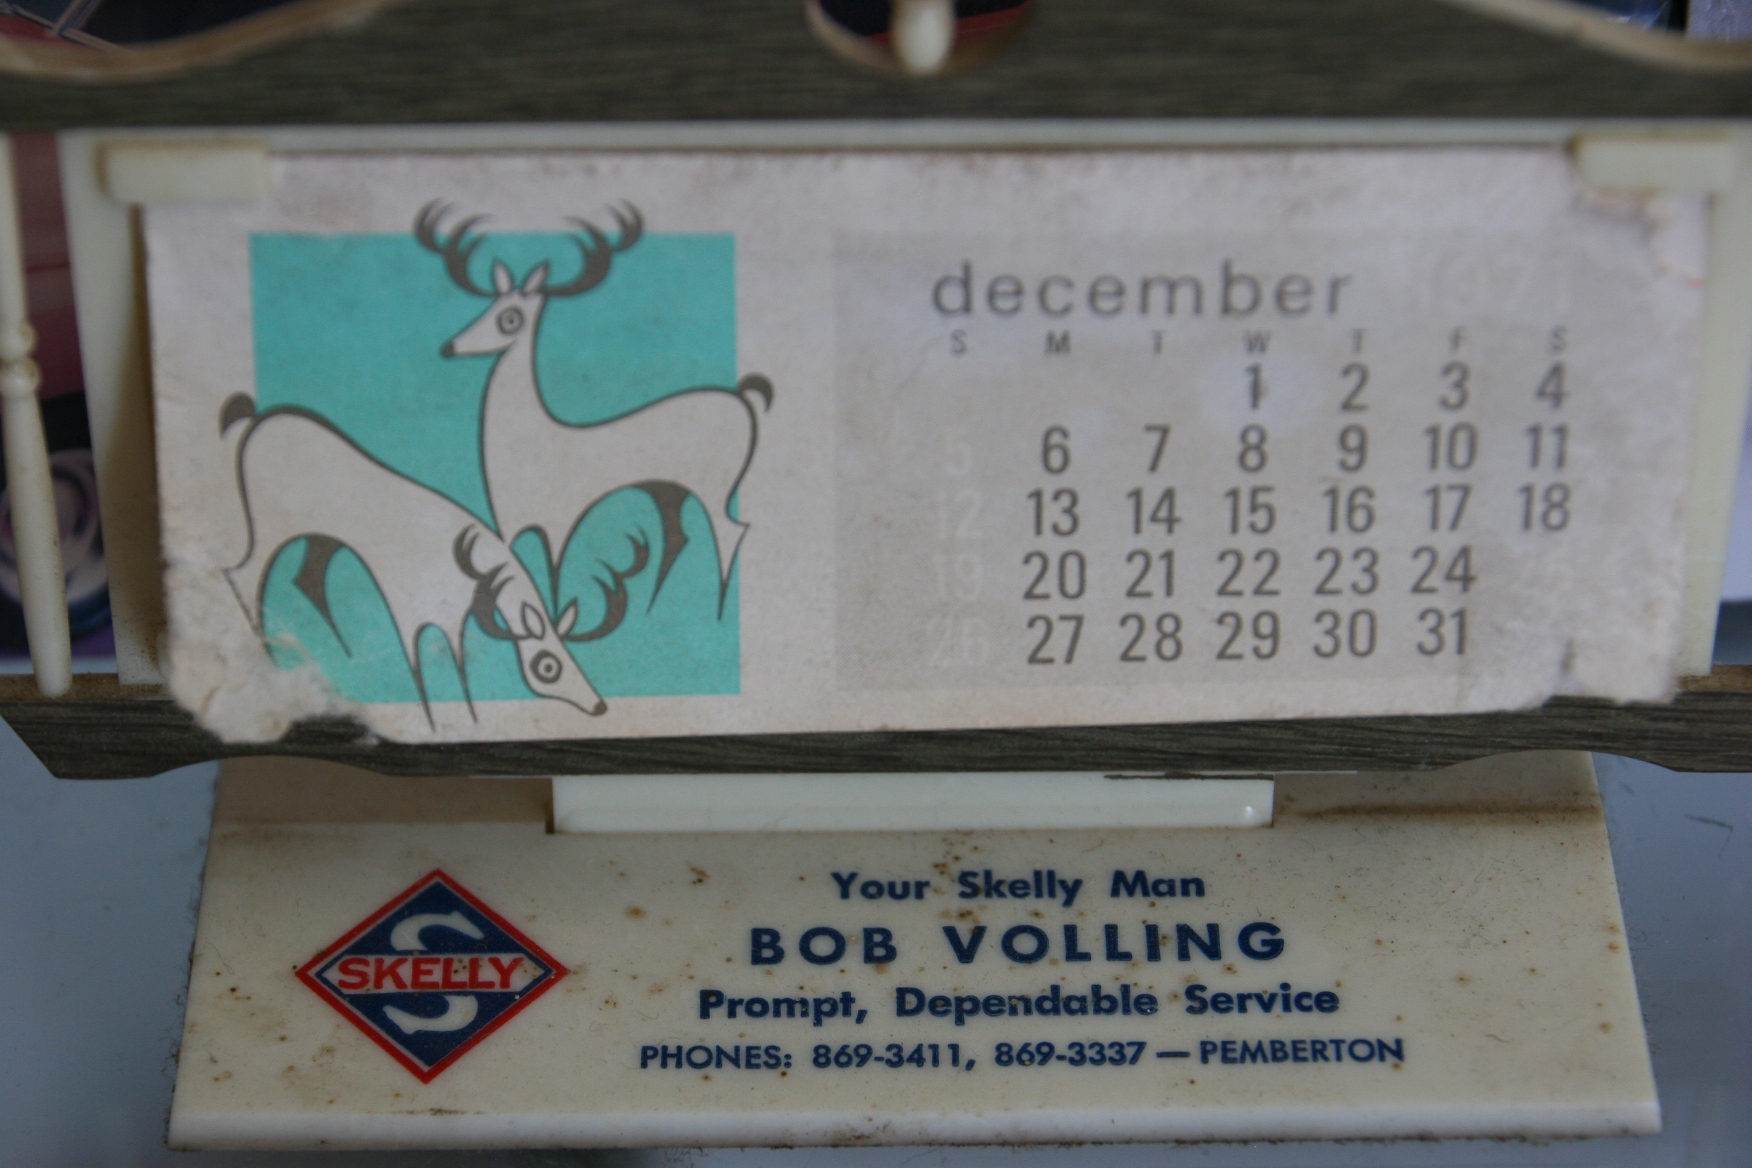 december 1971
S M T W T F S
1 2 3 4
5 6 7 8 9 10 11
12 13 14 15 16 17 18
19 20 21 22 23 24
26 27 28 29 30 31
SKELLY
Your Skelly Man
BOB VOLLING
Prompt, Dependable Service
PHONES: 869-3411, 869-3337 — PEMBERTON